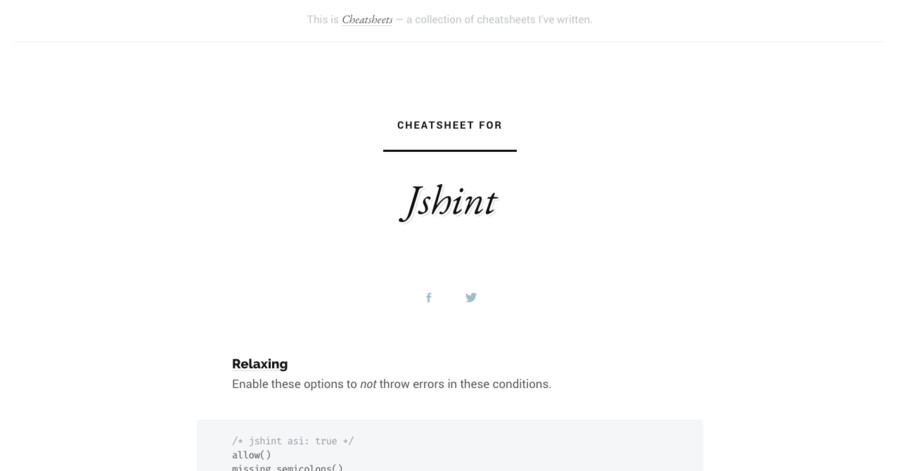 This is Cheatsheets — a collection of cheatsheets I've written.
CHEATSHEET FOR
Jshint
Relaxing
Enable these options to not throw errors in these conditions.
/* jshint asi: true */
allow()
missing_semicolons()